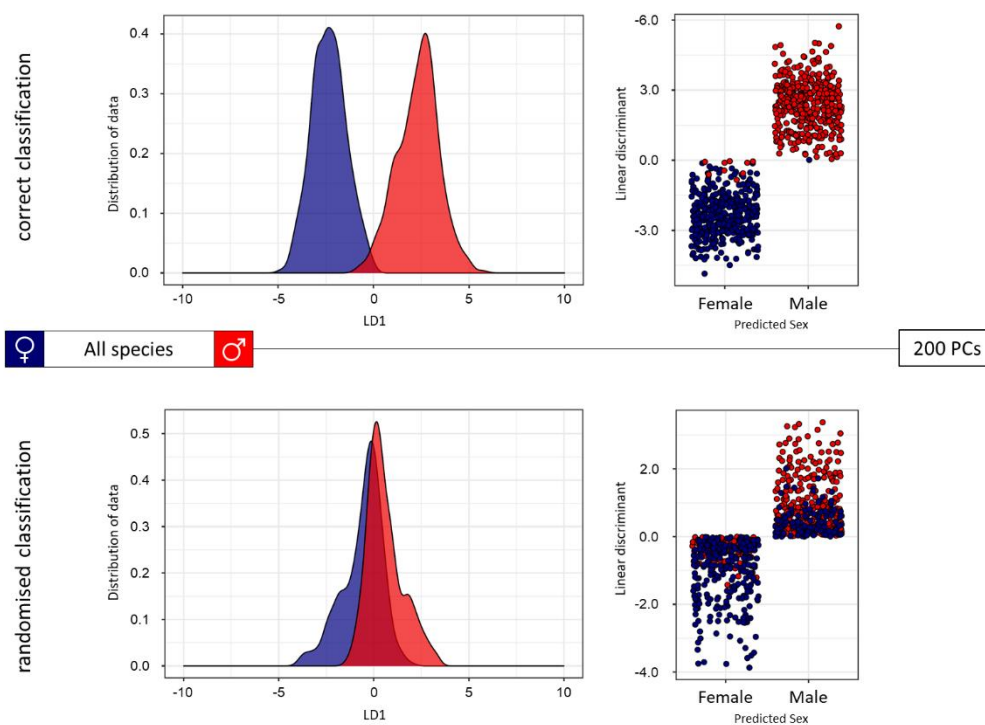 correct classification
Distribution of data
0.4
0.3
0.2
0.1
0.0
-10
-5
0
5
10
LD1
Linear discriminant
-6.0
3.0
0.0
-3.0
Female
Male
Predicted Sex
♀ All species ♂
200 PCs
randomised classification
Distribution of data
0.5
0.4
0.3
0.2
0.1
0.0
-10
-5
0
5
10
LD1
Linear discriminant
2.0
0.0
-2.0
-4.0
Female
Male
Predicted Sex